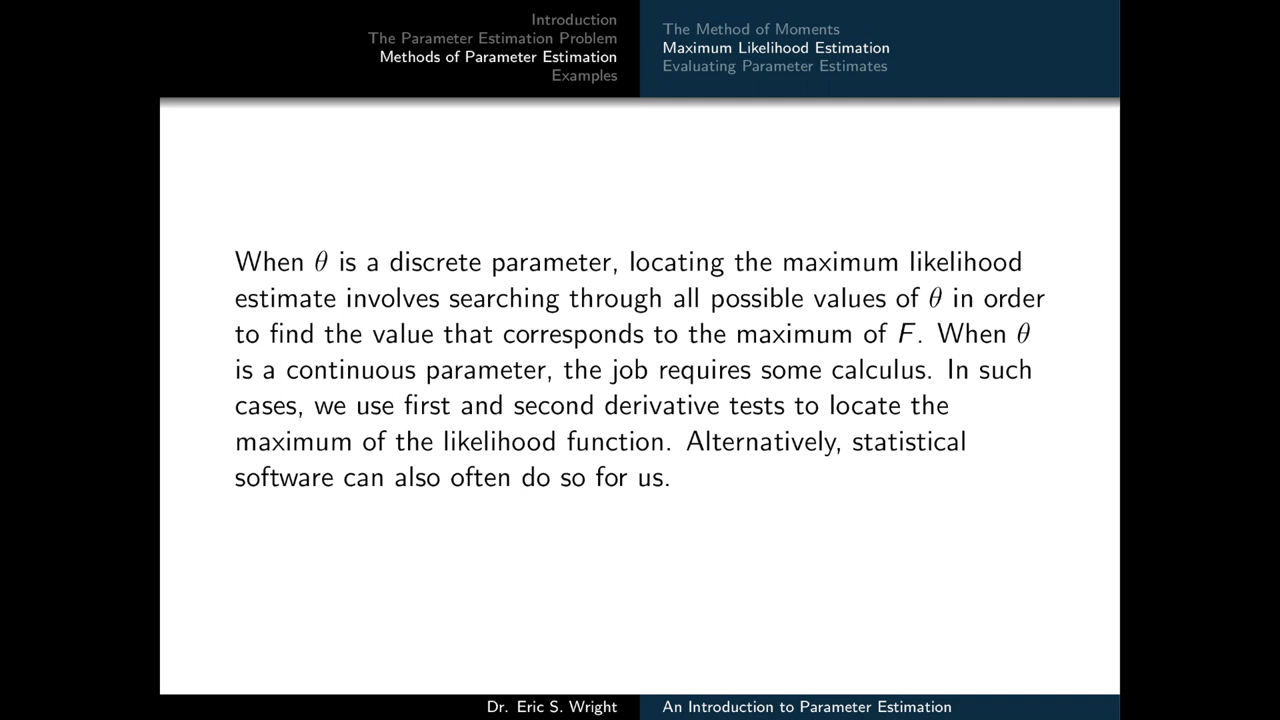 Introduction
The Parameter Estimation Problem
Methods of Parameter Estimation
Examples
The Method of Moments
Maximum Likelihood Estimation
Evaluating Parameter Estimates
When θ is a discrete parameter, locating the maximum likelihood
estimate involves searching through all possible values of θ in order
to find the value that corresponds to the maximum of F. When θ
is a continuous parameter, the job requires some calculus. In such
cases, we use first and second derivative tests to locate the
maximum of the likelihood function. Alternatively, statistical
software can also often do so for us.
Dr. Eric S. Wright
An Introduction to Parameter Estimation